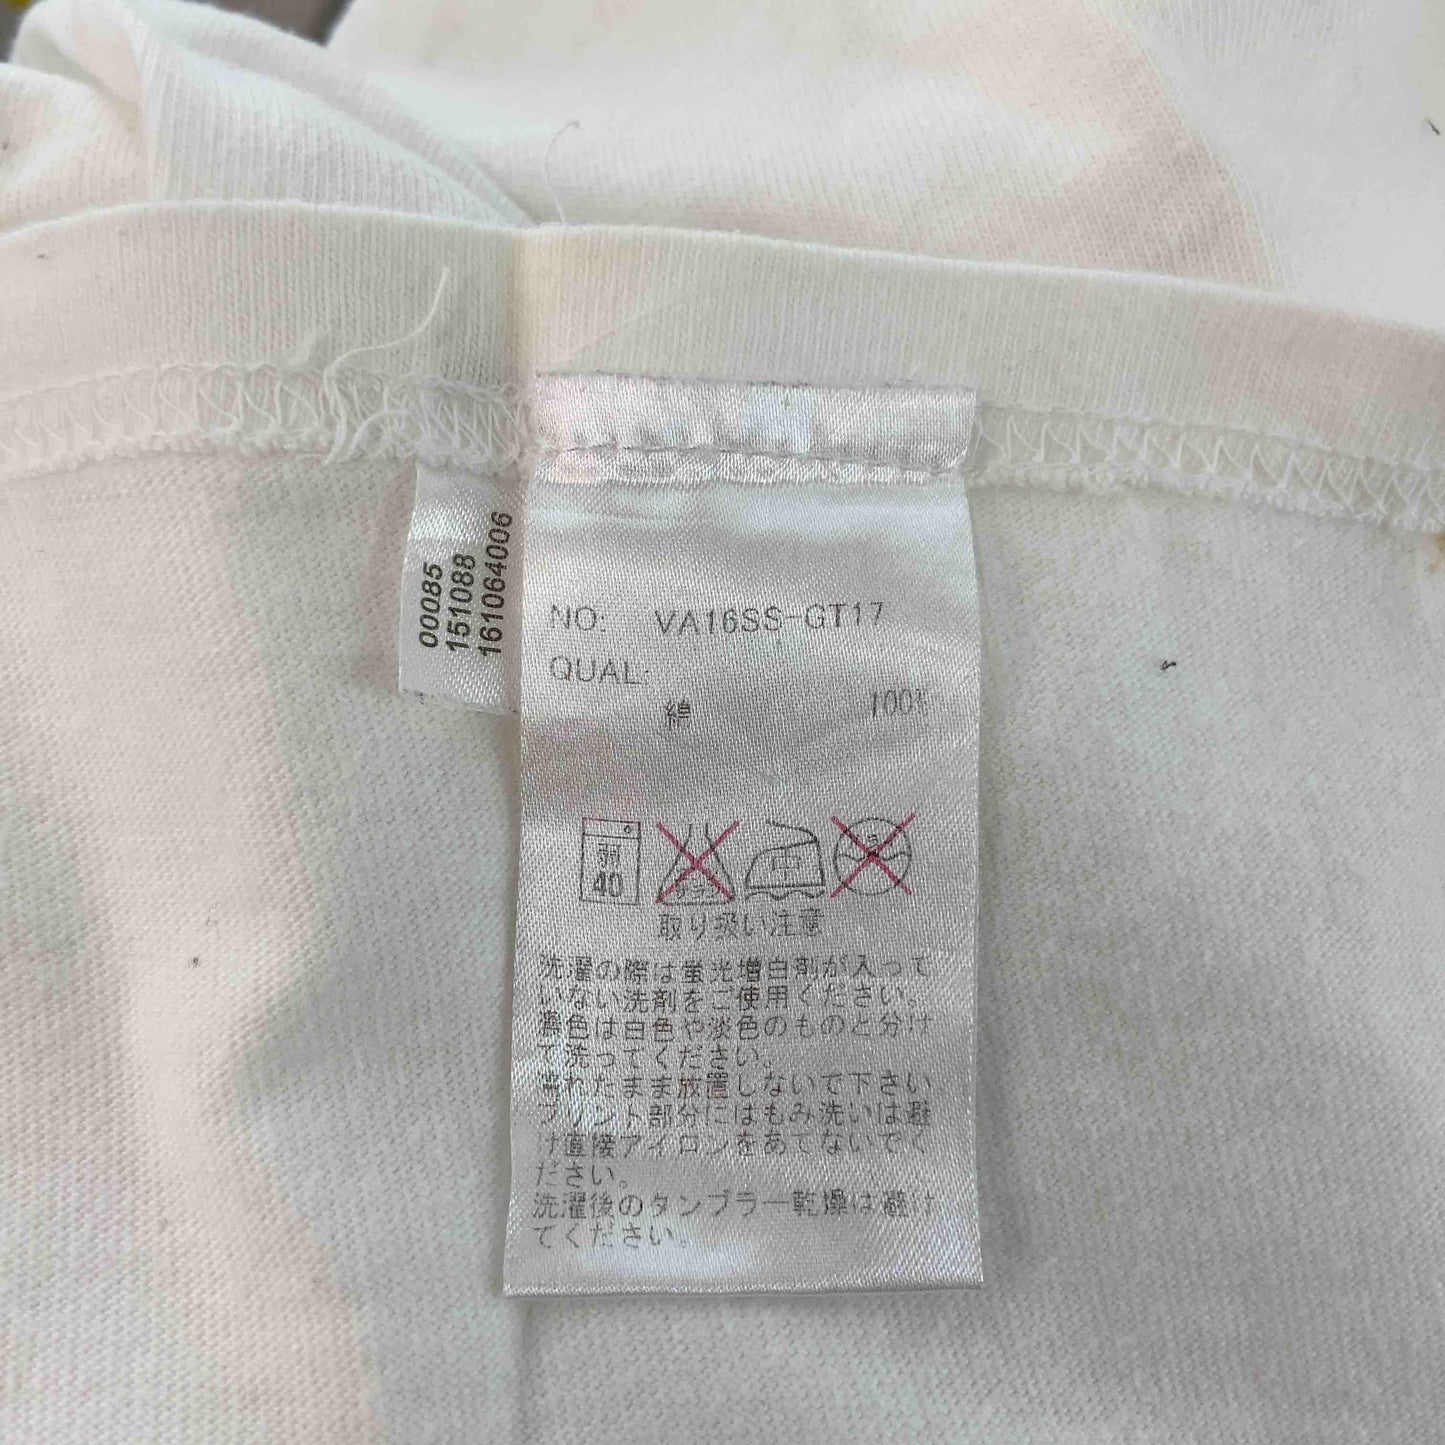 00085
151088
161064006
NO: VA16SS-GT17
QUAL:
綿 100%
弱
40
取り扱い注意
洗濯の際は蛍光増白剤が入って
いない洗剤をご使用ください。
濃色は白色や淡色のものと分け
て洗ってください。
濡れたまま放置しないで下さい。
プリント部分にはもみ洗いは避
け直接アイロンをあてないでく
ださい。
洗濯後のタンブラー乾燥は避け
てください。